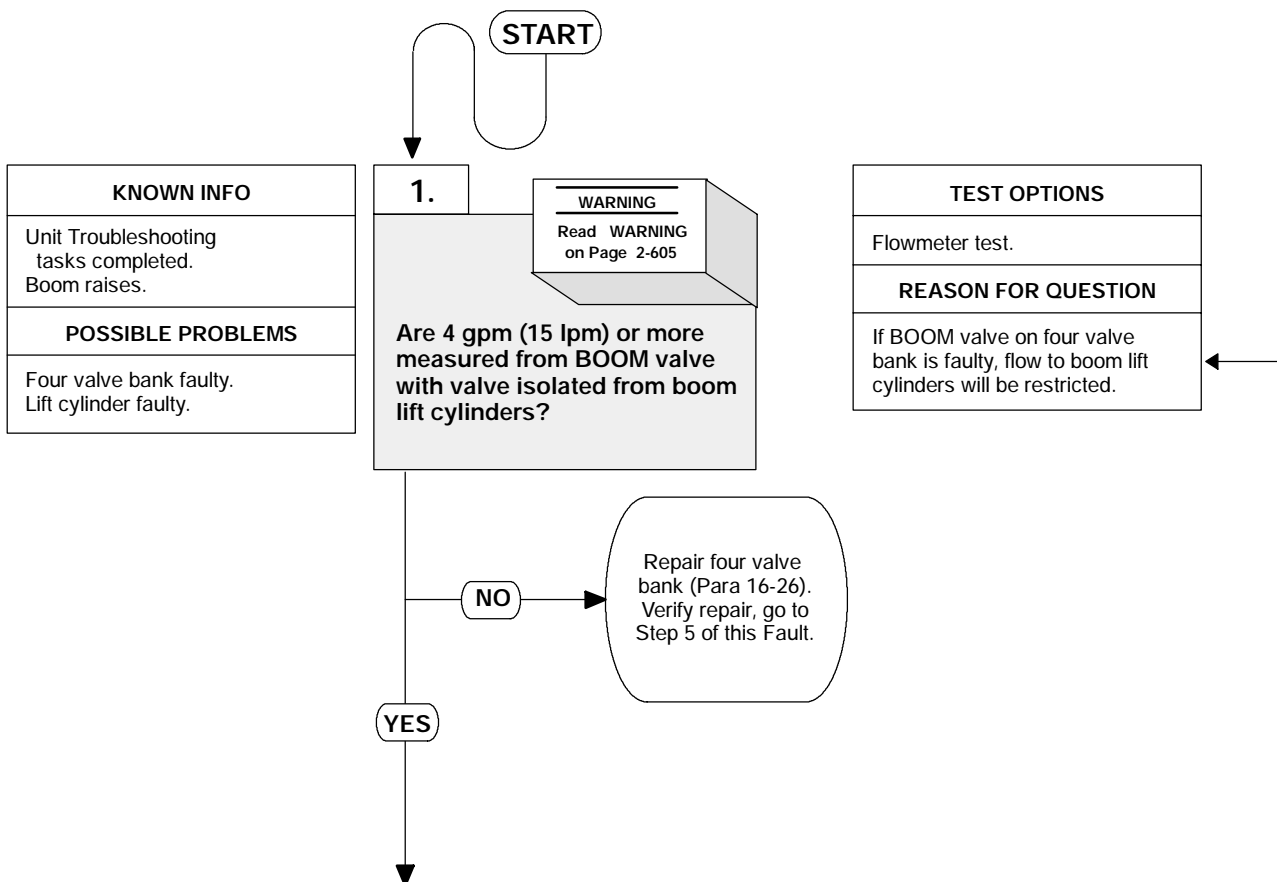 START
KNOWN INFO
Unit Troubleshooting
tasks completed.
Boom raises.
POSSIBLE PROBLEMS
Four valve bank faulty.
Lift cylinder faulty.
1.
WARNING
Read WARNING
on Page 2-605
Are 4 gpm (15 lpm) or more
measured from BOOM valve
with valve isolated from boom
lift cylinders?
TEST OPTIONS
Flowmeter test.
REASON FOR QUESTION
If BOOM valve on four valve
bank is faulty, flow to boom lift
cylinders will be restricted.
NO
Repair four valve
bank (Para 16-26).
Verify repair, go to
Step 5 of this Fault.
YES